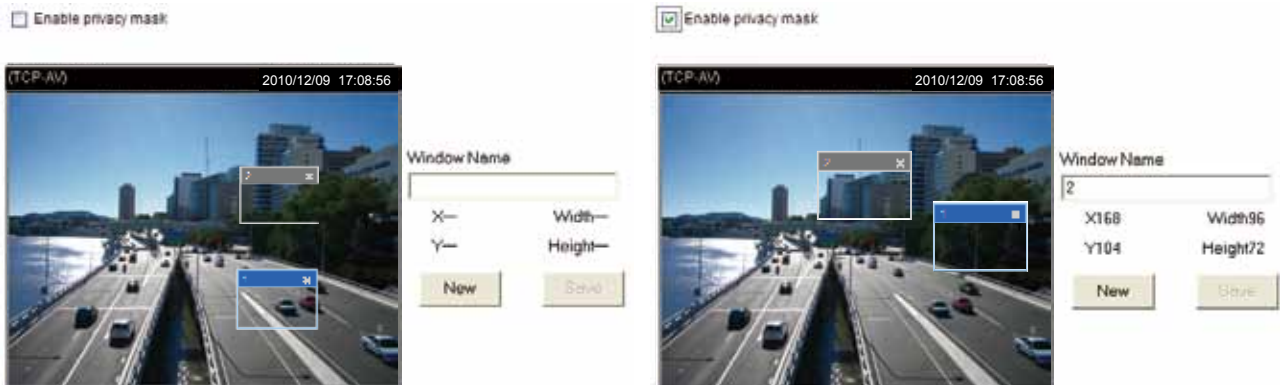 Enable privacy mask
(TCP-AV) 2010/12/09 17:08:56
Window Name
X— Width—
Y— Height—
New Save
Enable privacy mask
(TCP-AV) 2010/12/09 17:08:56
Window Name
2
X168 Width96
Y104 Height72
New Save